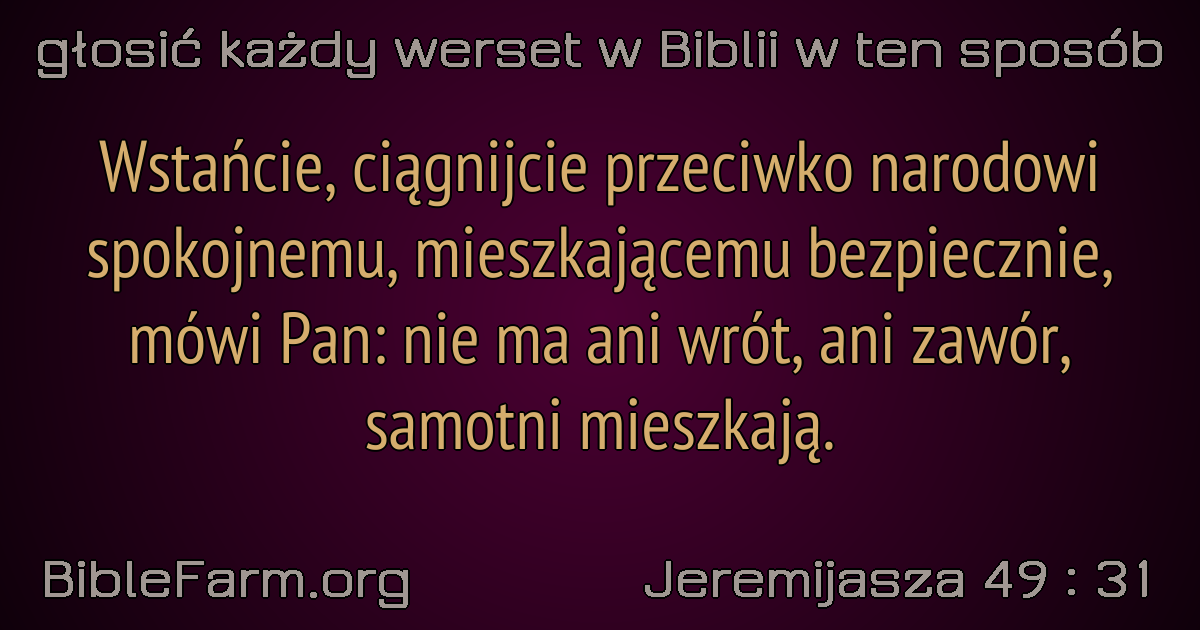 głosić każdy werset w Biblii w ten sposób
Wstańcie, ciągnijcie przeciwko narodowi
spokojnemu, mieszkającemu bezpiecznie,
mówi Pan: nie ma ani wrót, ani zawór,
samotni mieszkają.
BibleFarm.org
Jeremijasza 49 : 31